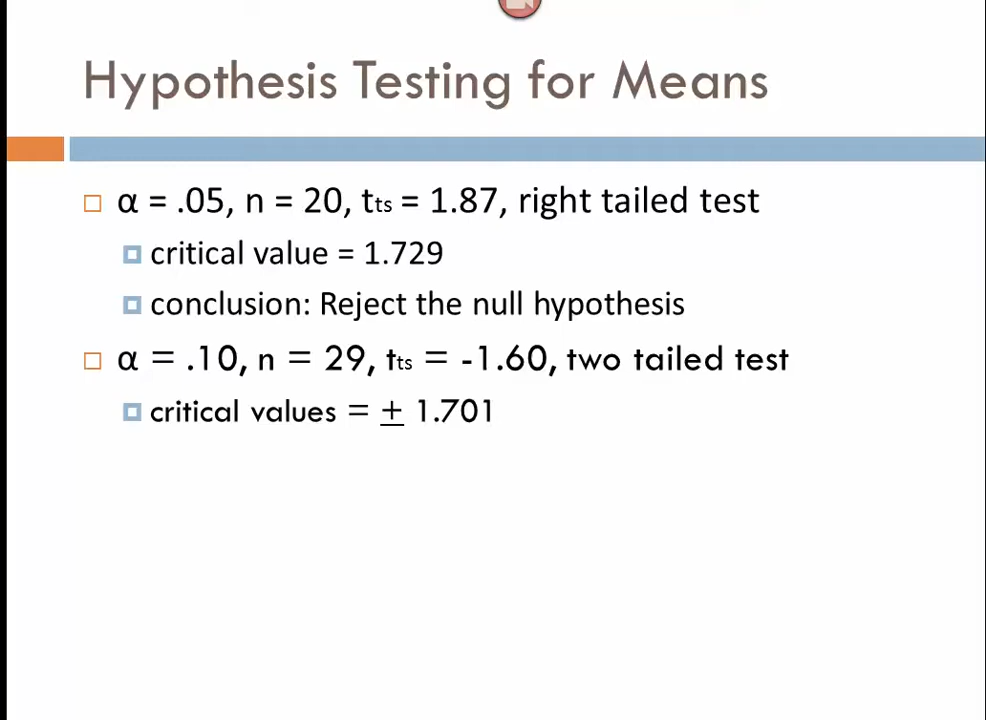 Hypothesis Testing for Means
α = .05, n = 20, tts = 1.87, right tailed test
critical value = 1.729
conclusion: Reject the null hypothesis
α = .10, n = 29, tts = -1.60, two tailed test
critical values = ± 1.701